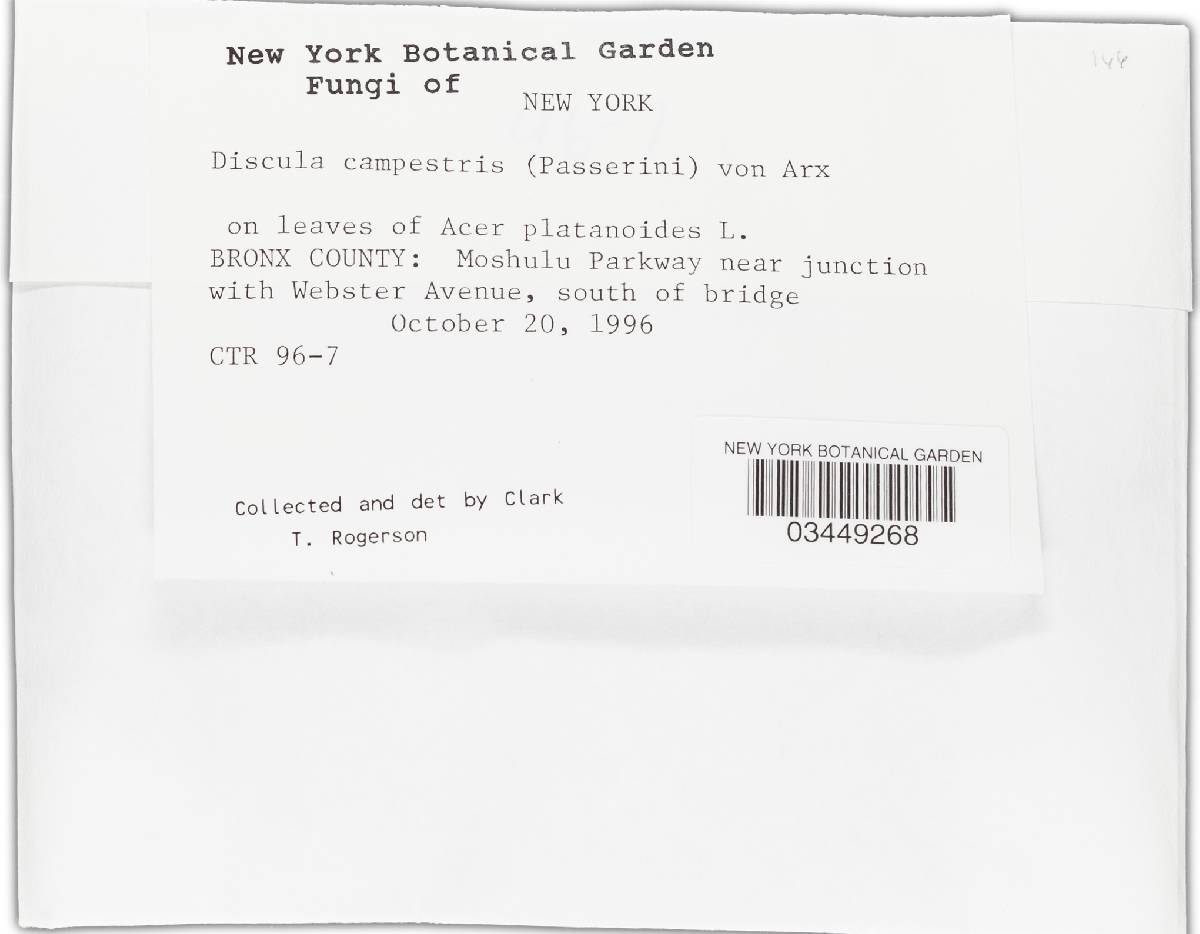 New York Botanical Garden
Fungi of
NEW YORK
Discula campestris (Passerini) von Arx
on leaves of Acer platanoides L.
BRONX COUNTY: Moshulu Parkway near junction
with Webster Avenue, south of bridge
October 20, 1996
CTR 96-7
Collected and det by Clark
T. Rogerson
NEW YORK BOTANICAL GARDEN
03449268